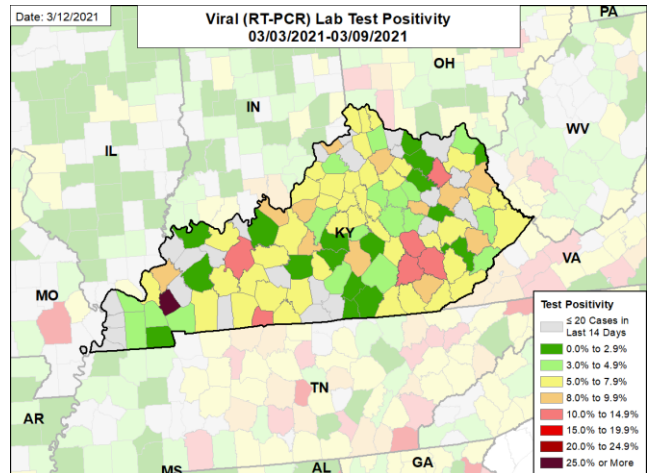 Date: 3/12/2021
Viral (RT-PCR) Lab Test Positivity
03/03/2021-03/09/2021
PA
OH
IN
IL
WV
KY
MO
VA
TN
AR
MS
AL
GA
Test Positivity
≤ 20 Cases in
Last 14 Days
0.0% to 2.9%
3.0% to 4.9%
5.0% to 7.9%
8.0% to 9.9%
10.0% to 14.9%
15.0% to 19.9%
20.0% to 24.9%
25.0% or More